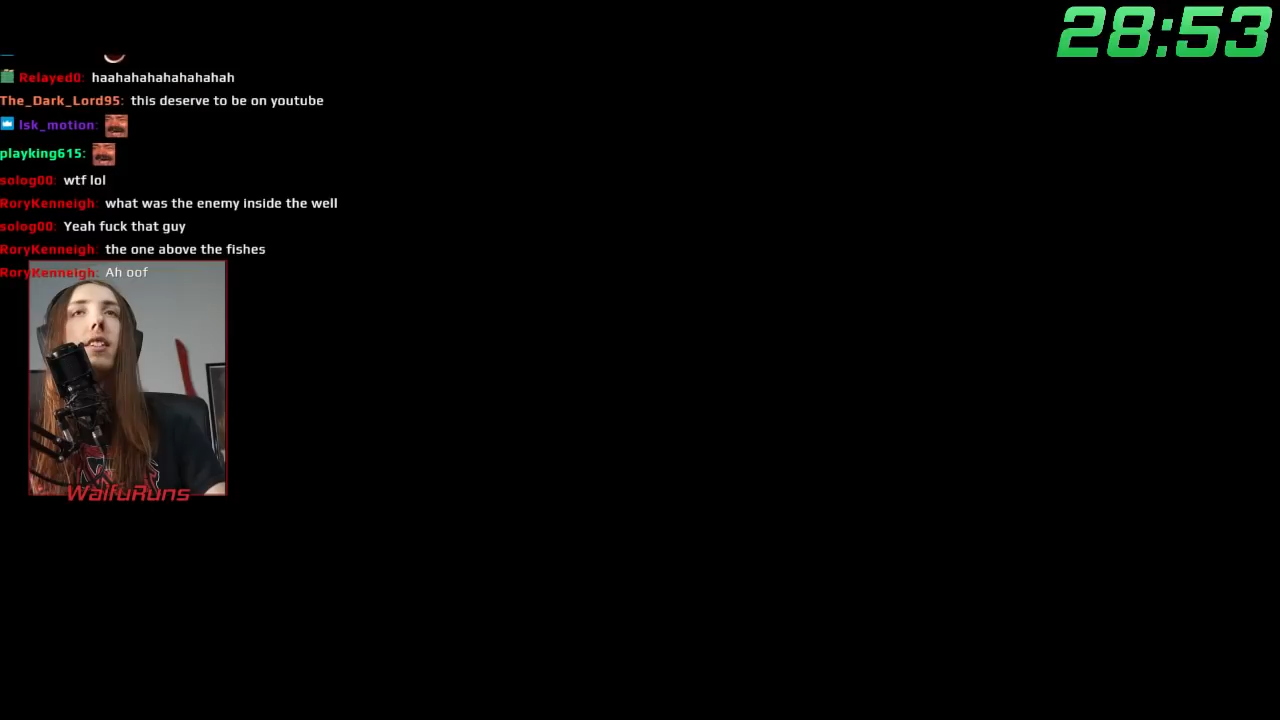 28:53
Relayed0: haahahahahahahahah
The_Dark_Lord95: this deserve to be on youtube
lsk_motion:
playking615:
solog00: wtf lol
RoryKenneigh: what was the enemy inside the well
solog00: Yeah fuck that guy
RoryKenneigh: the one above the fishes
RoryKenneigh: Ah oof
WaifuRuns